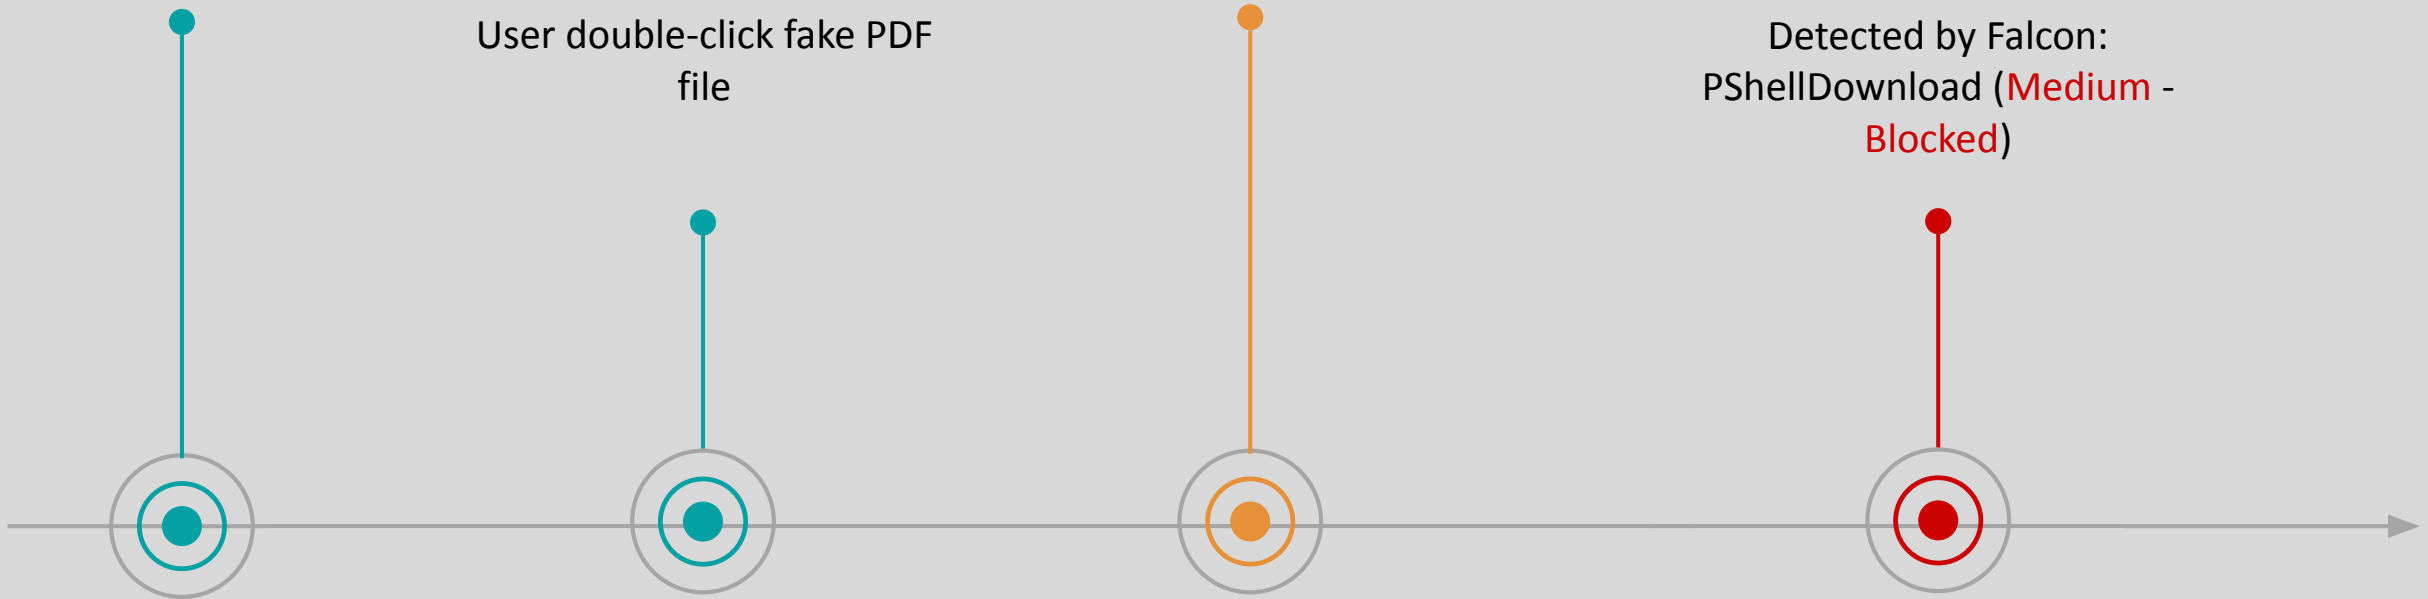 User double-click fake PDF
file
Detected by Falcon:
PShellDownload (Medium -
Blocked)